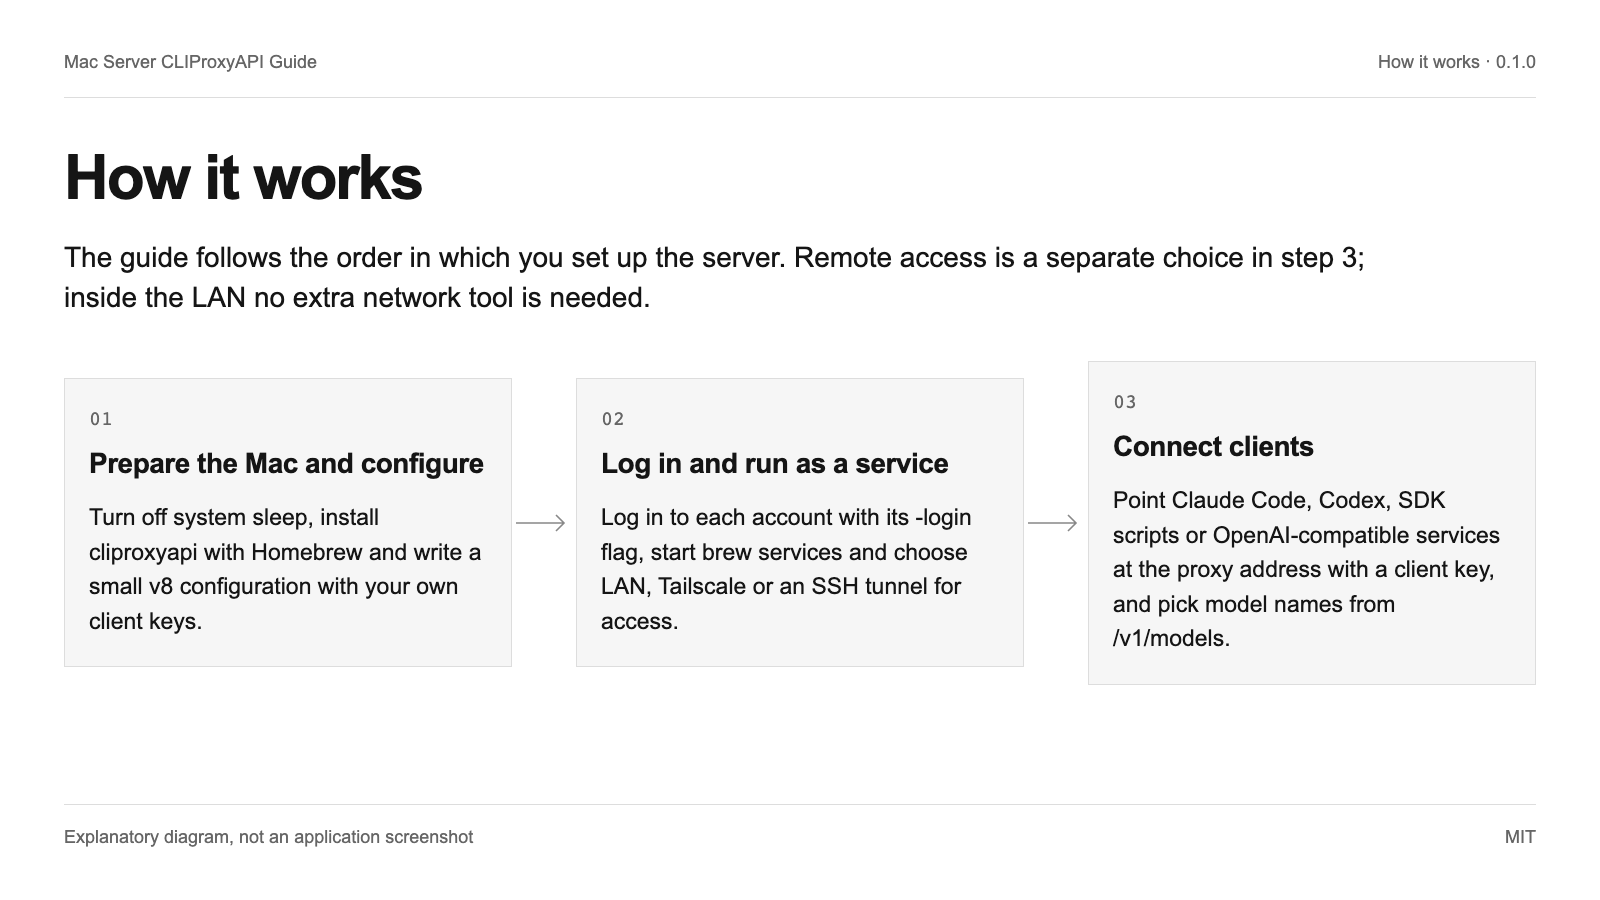 Mac Server CLIProxyAPI Guide
How it works · 0.1.0
How it works
The guide follows the order in which you set up the server. Remote access is a separate choice in step 3;
inside the LAN no extra network tool is needed.
01
Prepare the Mac and configure
Turn off system sleep, install
cliproxyapi with Homebrew and write a
small v8 configuration with your own
client keys.
02
Log in and run as a service
Log in to each account with its -login
flag, start brew services and choose
LAN, Tailscale or an SSH tunnel for
access.
03
Connect clients
Point Claude Code, Codex, SDK
scripts or OpenAI-compatible services
at the proxy address with a client key,
and pick model names from
/v1/models.
Explanatory diagram, not an application screenshot
MIT